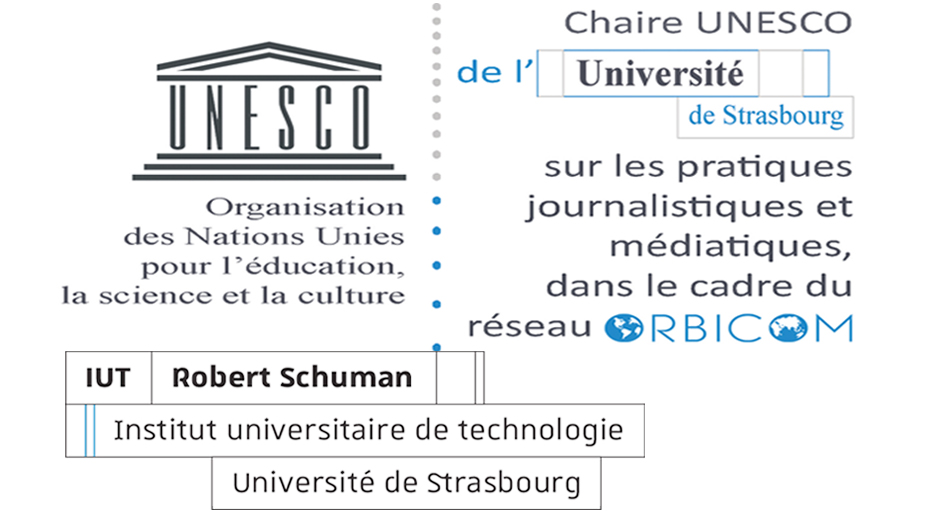 UNESCO
Organisation
des Nations Unies
pour l'éducation,
la science et la culture
Chaire UNESCO
de l'Université
de Strasbourg
sur les pratiques
journalistiques et
médiatiques,
dans le cadre du
réseau ORBICOM
IUT Robert Schuman
Institut universitaire de technologie
Université de Strasbourg